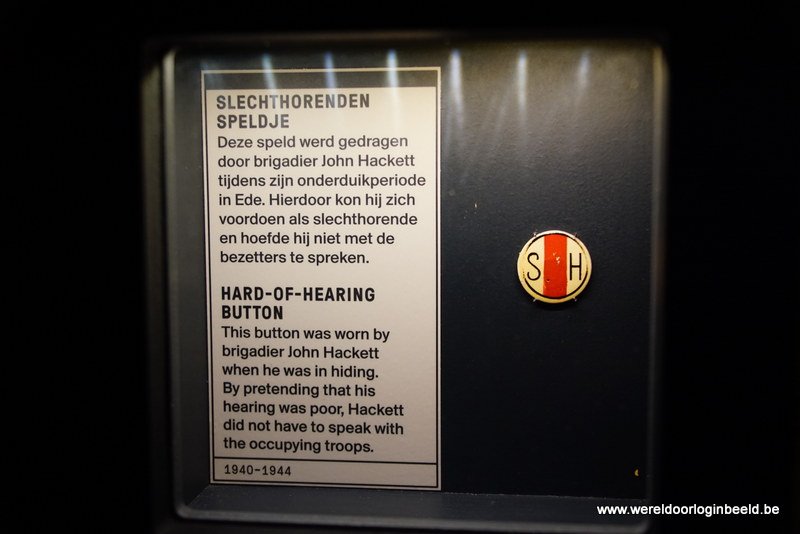 SLECHTHORENDEN
SPELDJE
Deze speld werd gedragen
door brigadier John Hackett
tijdens zijn onderduikperiode
in Ede. Hierdoor kon hij zich
voordoen als slechthorende
en hoefde hij niet met de
bezetters te spreken.
HARD-OF-HEARING
BUTTON
This button was worn by
brigadier John Hackett
when he was in hiding.
By pretending that his
hearing was poor, Hackett
did not have to speak with
the occupying troops.
1940-1944
S H
www.wereldoorloginbeeld.be